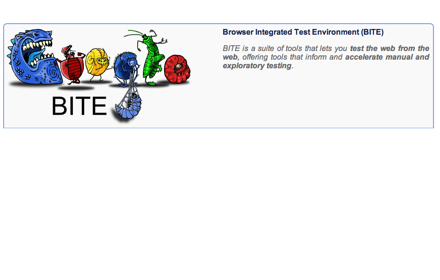 Browser Integrated Test Environment (BITE)
BITE is a suite of tools that lets you test the web from the
web, offering tools that inform and accelerate manual and
exploratory testing.
BITE